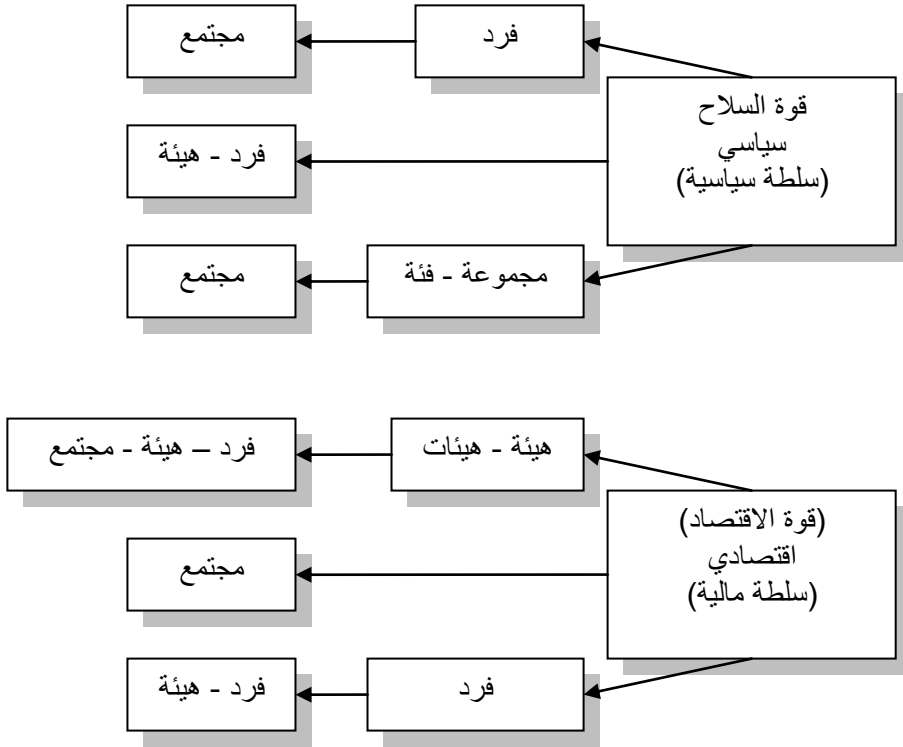 فرد
مجتمع
قوة السلاح
سياسي
(سلطة سياسية)
فرد - هيئة
مجموعة - فئة
مجتمع
هيئة - هيئات
فرد – هيئة - مجتمع
(قوة الاقتصاد)
اقتصادي
(سلطة مالية)
مجتمع
فرد
فرد - هيئة